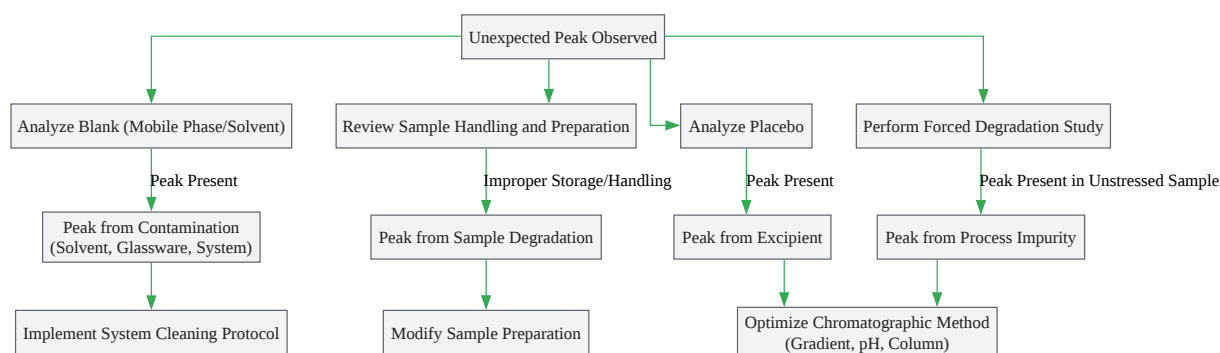 Unexpected Peak Observed
Analyze Blank (Mobile Phase/Solvent)
Review Sample Handling and Preparation
Analyze Placebo
Perform Forced Degradation Study
Peak Present
Improper Storage/Handling
Peak Present
Peak Present in Unstressed Sample
Peak from Contamination
(Solvent, Glassware, System)
Peak from Sample Degradation
Peak from Excipient
Peak from Process Impurity
Implement System Cleaning Protocol
Modify Sample Preparation
Optimize Chromatographic Method
(Gradient, pH, Column)